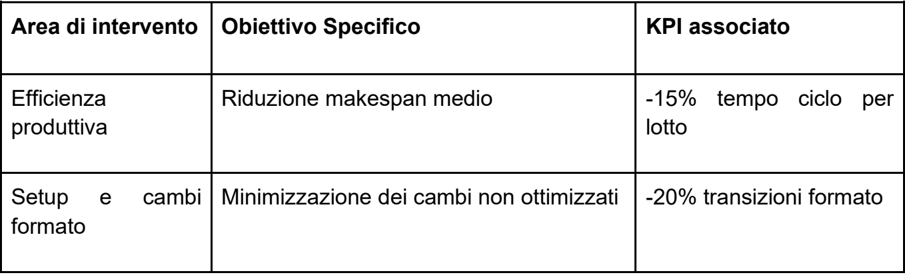 Area di intervento Obiettivo Specifico KPI associato
Efficienza produttiva Riduzione makespan medio -15% tempo ciclo per lotto
Setup e cambi formato Minimizzazione dei cambi non ottimizzati -20% transizioni formato